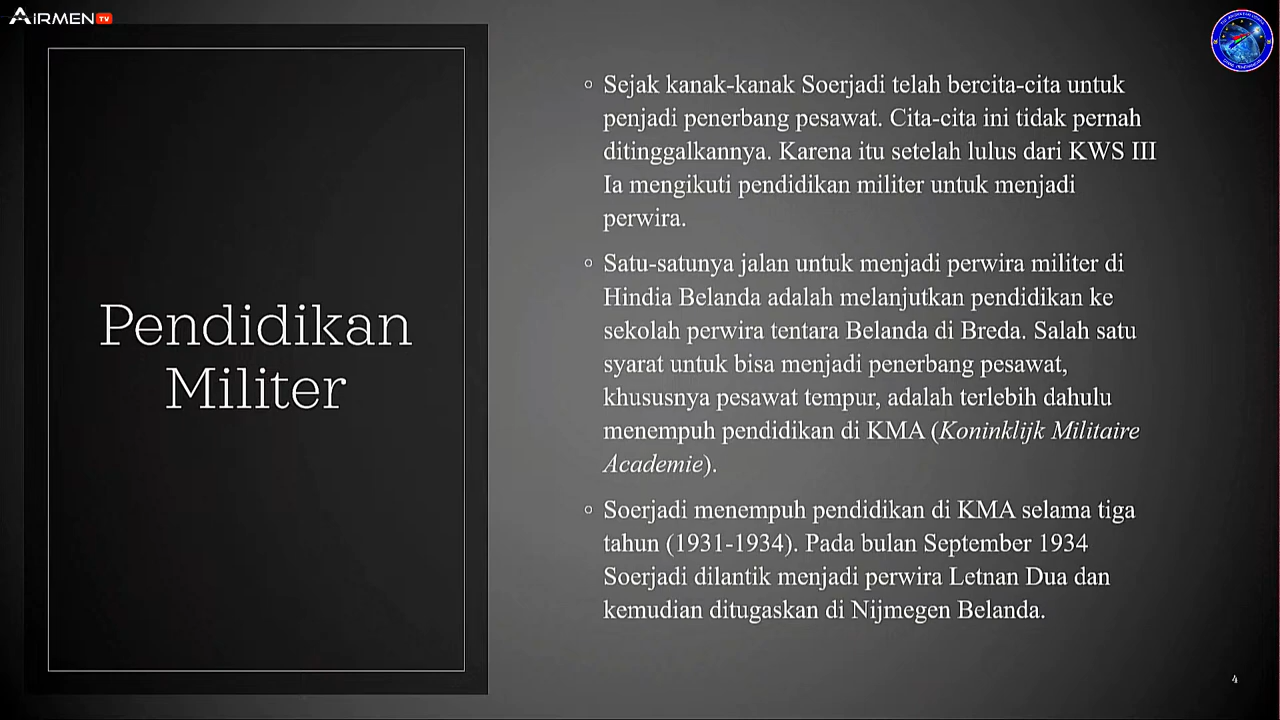 AIRMEN TV
Pendidikan
Militer
Sejak kanak-kanak Soerjadi telah bercita-cita untuk
penjadi penerbang pesawat. Cita-cita ini tidak pernah
ditinggalkannya. Karena itu setelah lulus dari KWS III
Ia mengikuti pendidikan militer untuk menjadi
perwira.
Satu-satunya jalan untuk menjadi perwira militer di
Hindia Belanda adalah melanjutkan pendidikan ke
sekolah perwira tentara Belanda di Breda. Salah satu
syarat untuk bisa menjadi penerbang pesawat,
khususnya pesawat tempur, adalah terlebih dahulu
menempuh pendidikan di KMA (Koninklijk Militaire
Academie).
Soerjadi menempuh pendidikan di KMA selama tiga
tahun (1931-1934). Pada bulan September 1934
Soerjadi dilantik menjadi perwira Letnan Dua dan
kemudian ditugaskan di Nijmegen Belanda.
4